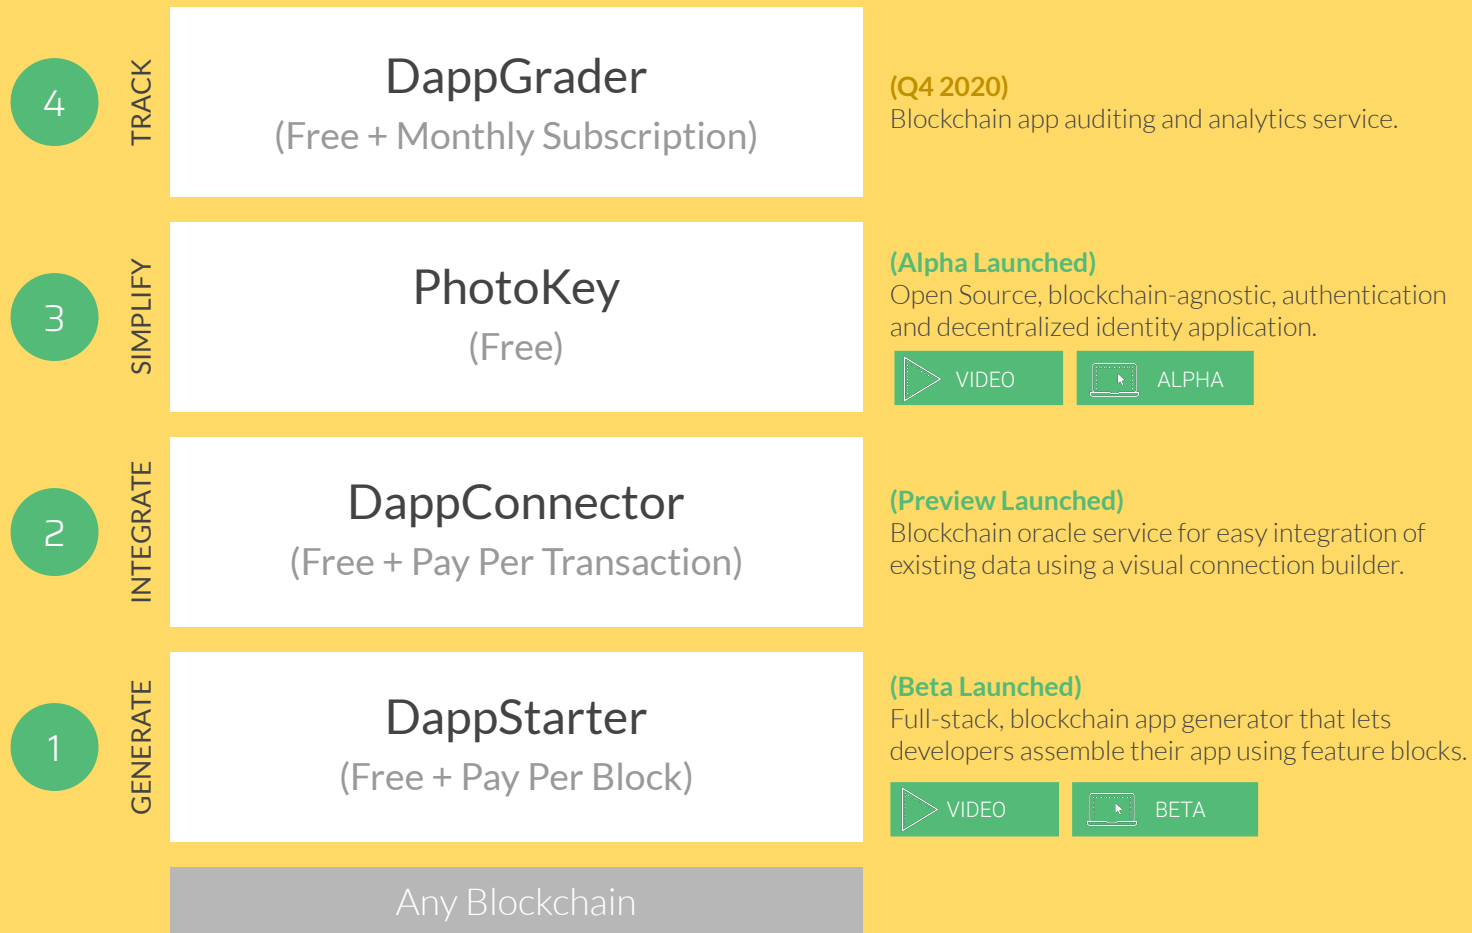 4
TRACK
DappGrader
(Free + Monthly Subscription)
(Q4 2020)
Blockchain app auditing and analytics service.
3
SIMPLIFY
PhotoKey
(Free)
(Alpha Launched)
Open Source, blockchain-agnostic, authentication
and decentralized identity application.
VIDEO
ALPHA
2
INTEGRATE
DappConnector
(Free + Pay Per Transaction)
(Preview Launched)
Blockchain oracle service for easy integration of
existing data using a visual connection builder.
1
GENERATE
DappStarter
(Free + Pay Per Block)
(Beta Launched)
Full-stack, blockchain app generator that lets
developers assemble their app using feature blocks.
VIDEO
BETA
Any Blockchain